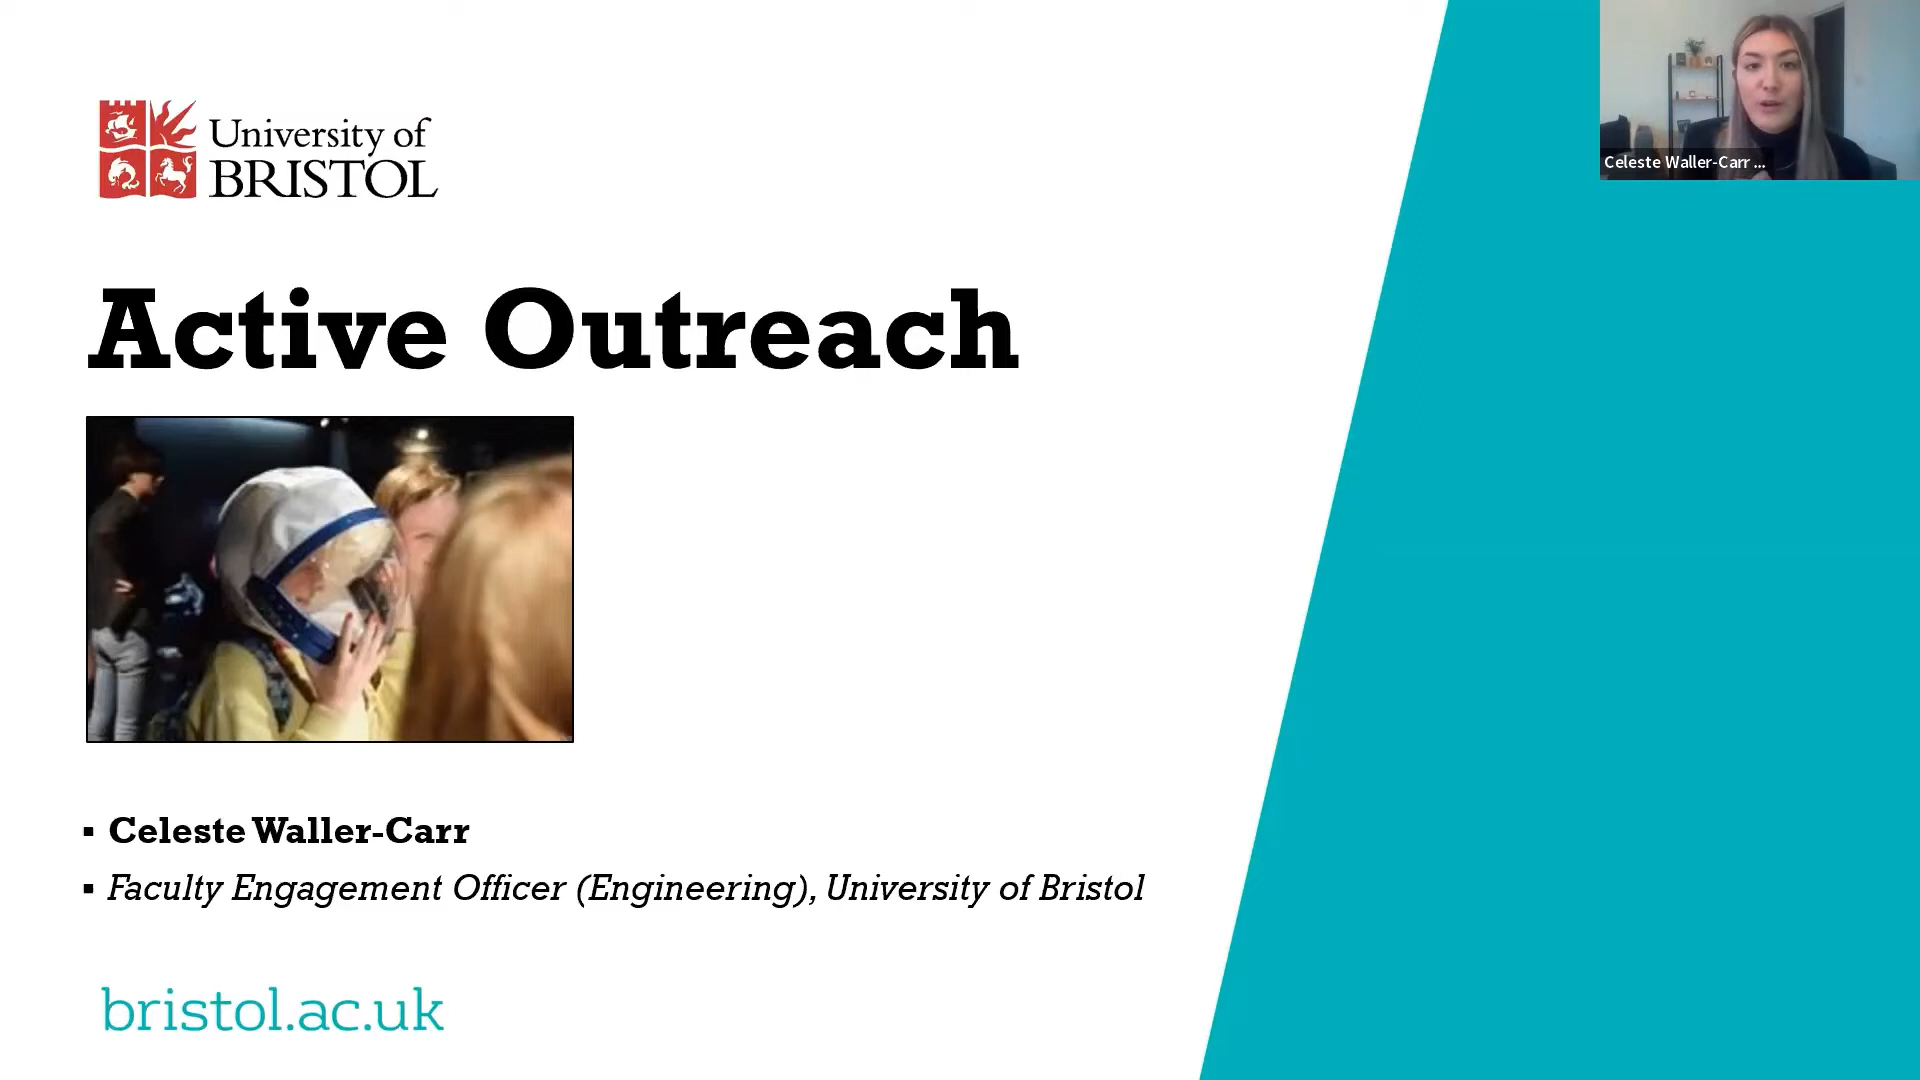 University of
BRISTOL
Celeste Waller-Carr ...
Active Outreach
▪ Celeste Waller-Carr
▪ Faculty Engagement Officer (Engineering), University of Bristol
bristol.ac.uk